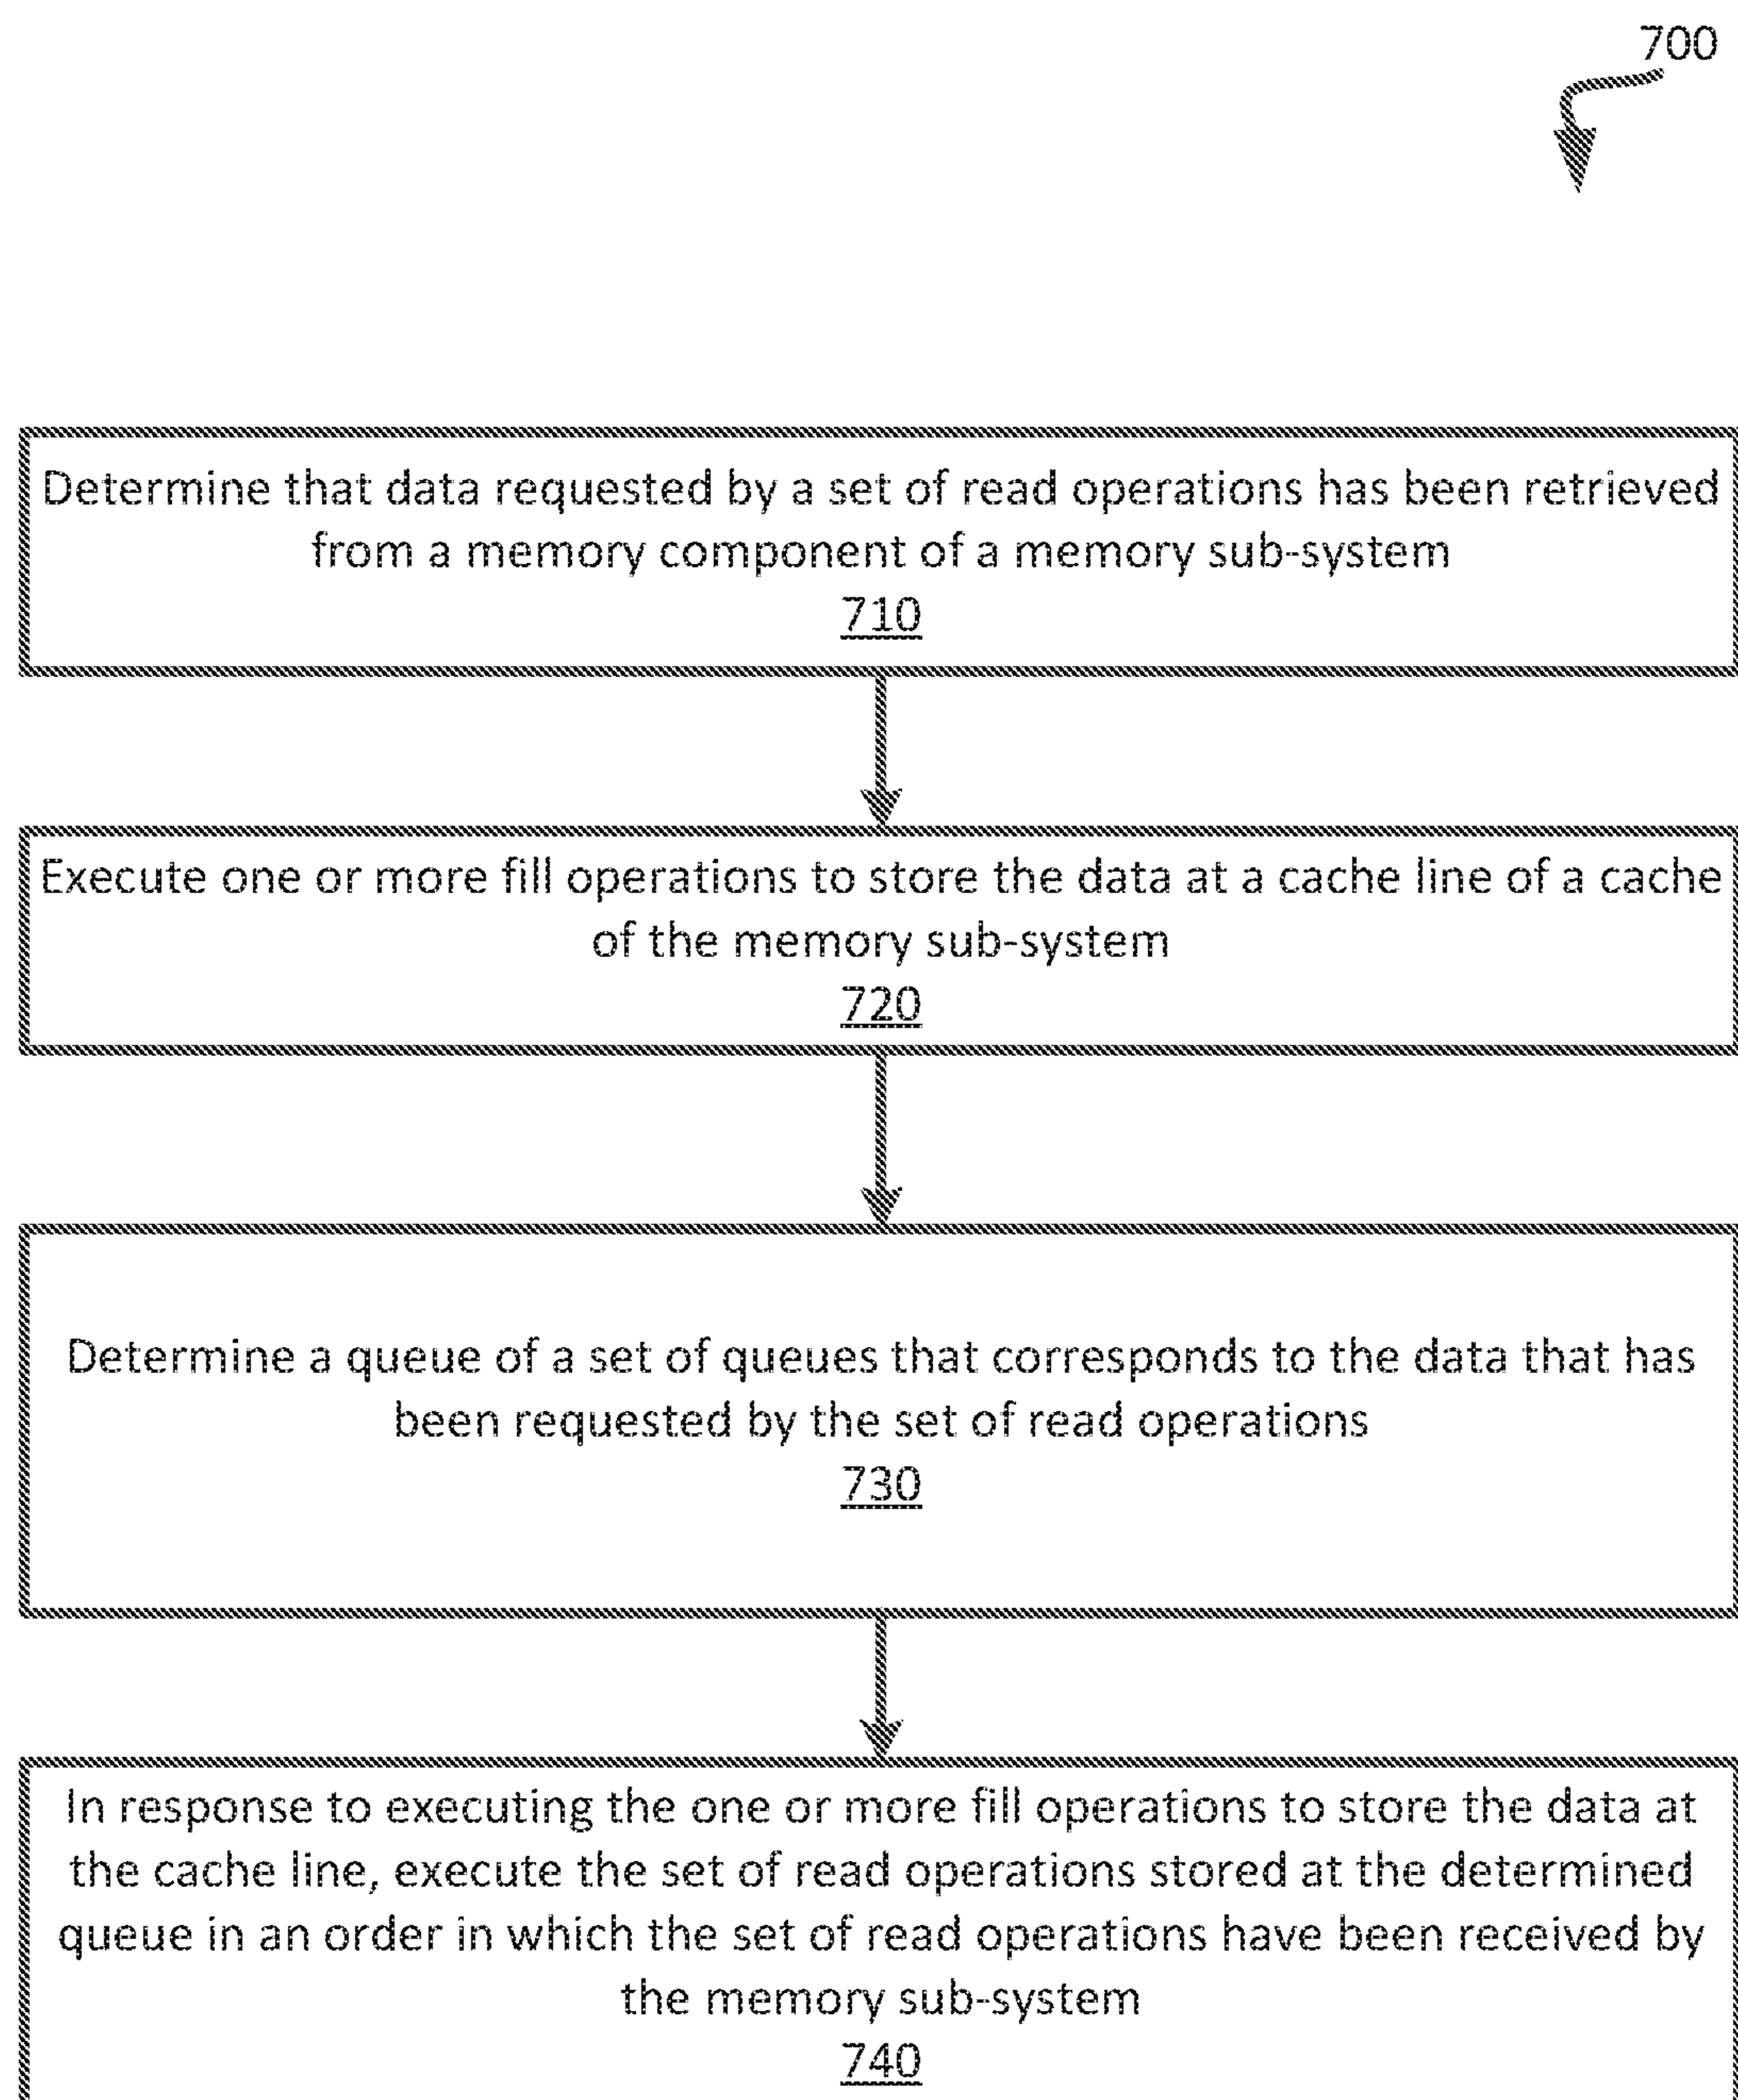 700
Determine that data requested by a set of read operations has been retrieved
from a memory component of a memory sub-system
710
Execute one or more fill operations to store the data at a cache line of a cache
of the memory sub-system
720
Determine a queue of a set of queues that corresponds to the data that has
been requested by the set of read operations
730
In response to executing the one or more fill operations to store the data at
the cache line, execute the set of read operations stored at the determined
queue in an order in which the set of read operations have been received by
the memory sub-system
740